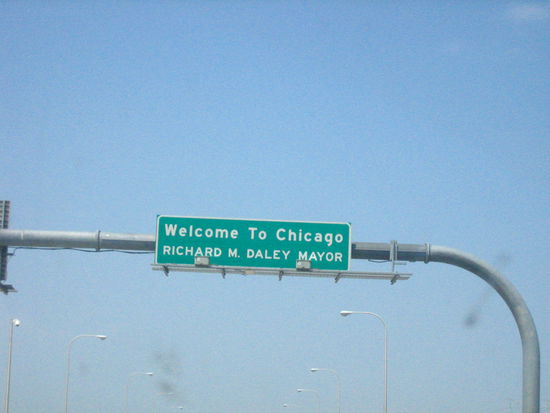 Welcome To Chicago
RICHARD M. DALEY MAYOR